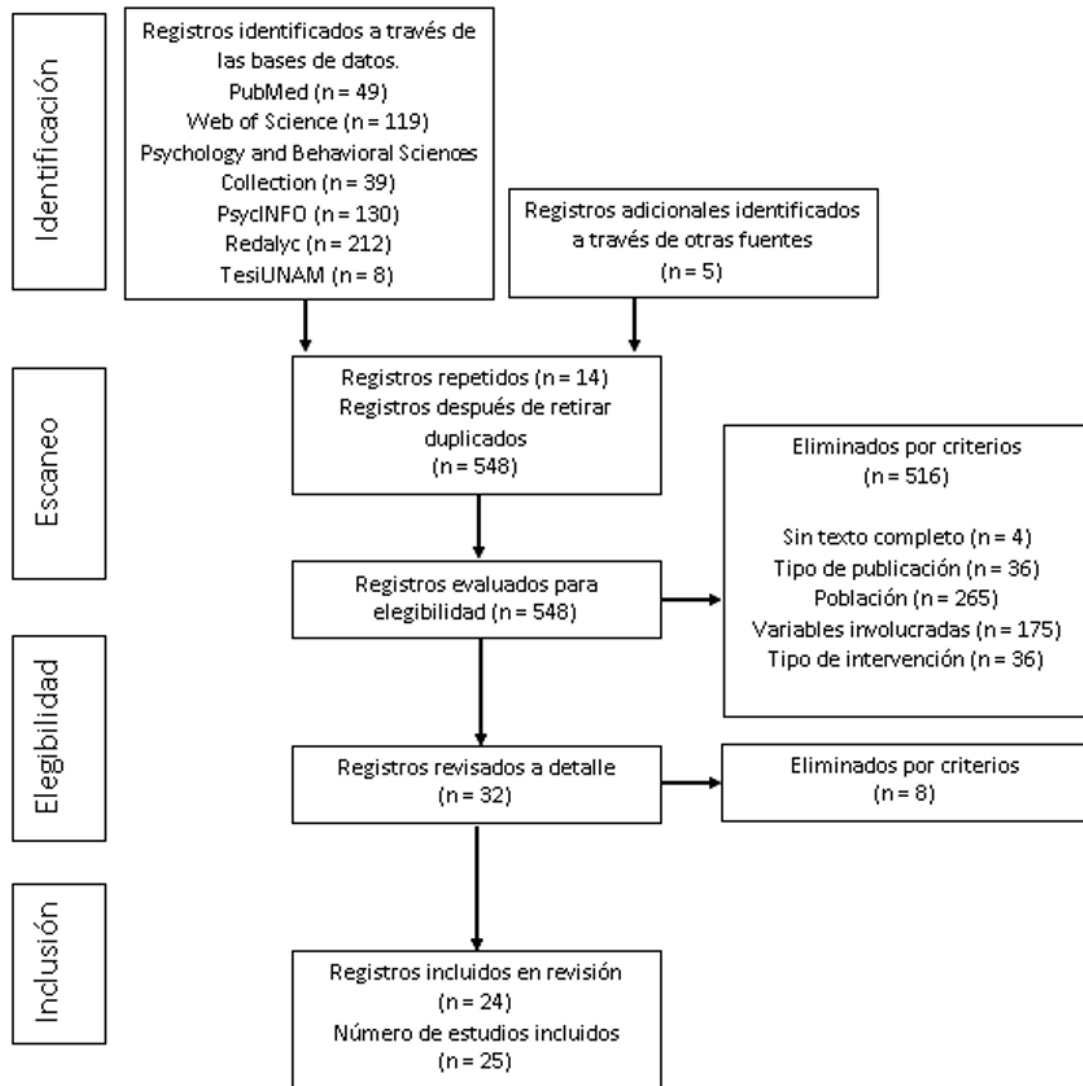 Identificación
Registros identificados a través de
las bases de datos.
PubMed (n = 49)
Web of Science (n = 119)
Psychology and Behavioral Sciences
Collection (n = 39)
PsycINFO (n = 130)
Redalyc (n = 212)
TesiUNAM (n = 8)
Registros adicionales identificados
a través de otras fuentes
(n = 5)
Escaneo
Registros repetidos (n = 14)
Registros después de retirar
duplicados
(n = 548)
Registros evaluados para
elegibilidad (n = 548)
Eliminados por criterios
(n = 516)
Sin texto completo (n = 4)
Tipo de publicación (n = 36)
Población (n = 265)
Variables involucradas (n = 175)
Tipo de intervención (n = 36)
Elegibilidad
Registros revisados a detalle
(n = 32)
Eliminados por criterios
(n = 8)
Inclusión
Registros incluidos en revisión
(n = 24)
Número de estudios incluidos
(n = 25)